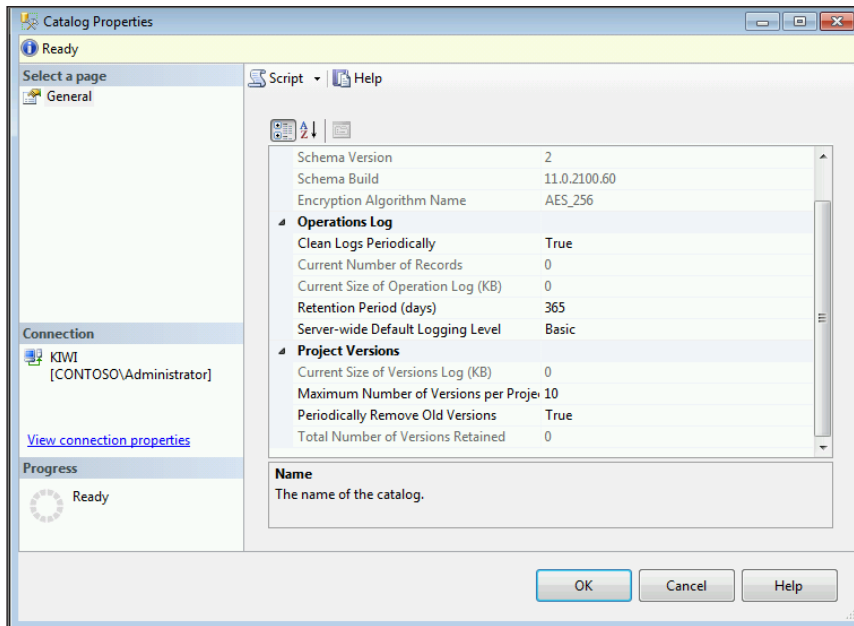 Catalog Properties
Ready
Select a page
General
Script
Help
Schema Version 2
Schema Build 11.0.2100.60
Encryption Algorithm Name AES_256
Operations Log
Clean Logs Periodically True
Current Number of Records 0
Current Size of Operation Log (KB) 0
Retention Period (days) 365
Server-wide Default Logging Level Basic
Project Versions
Current Size of Versions Log (KB) 0
Maximum Number of Versions per Proje 10
Periodically Remove Old Versions True
Total Number of Versions Retained 0
Connection
KIWI
[CONTOSO\Administrator]
View connection properties
Progress
Ready
Name
The name of the catalog.
OK
Cancel
Help